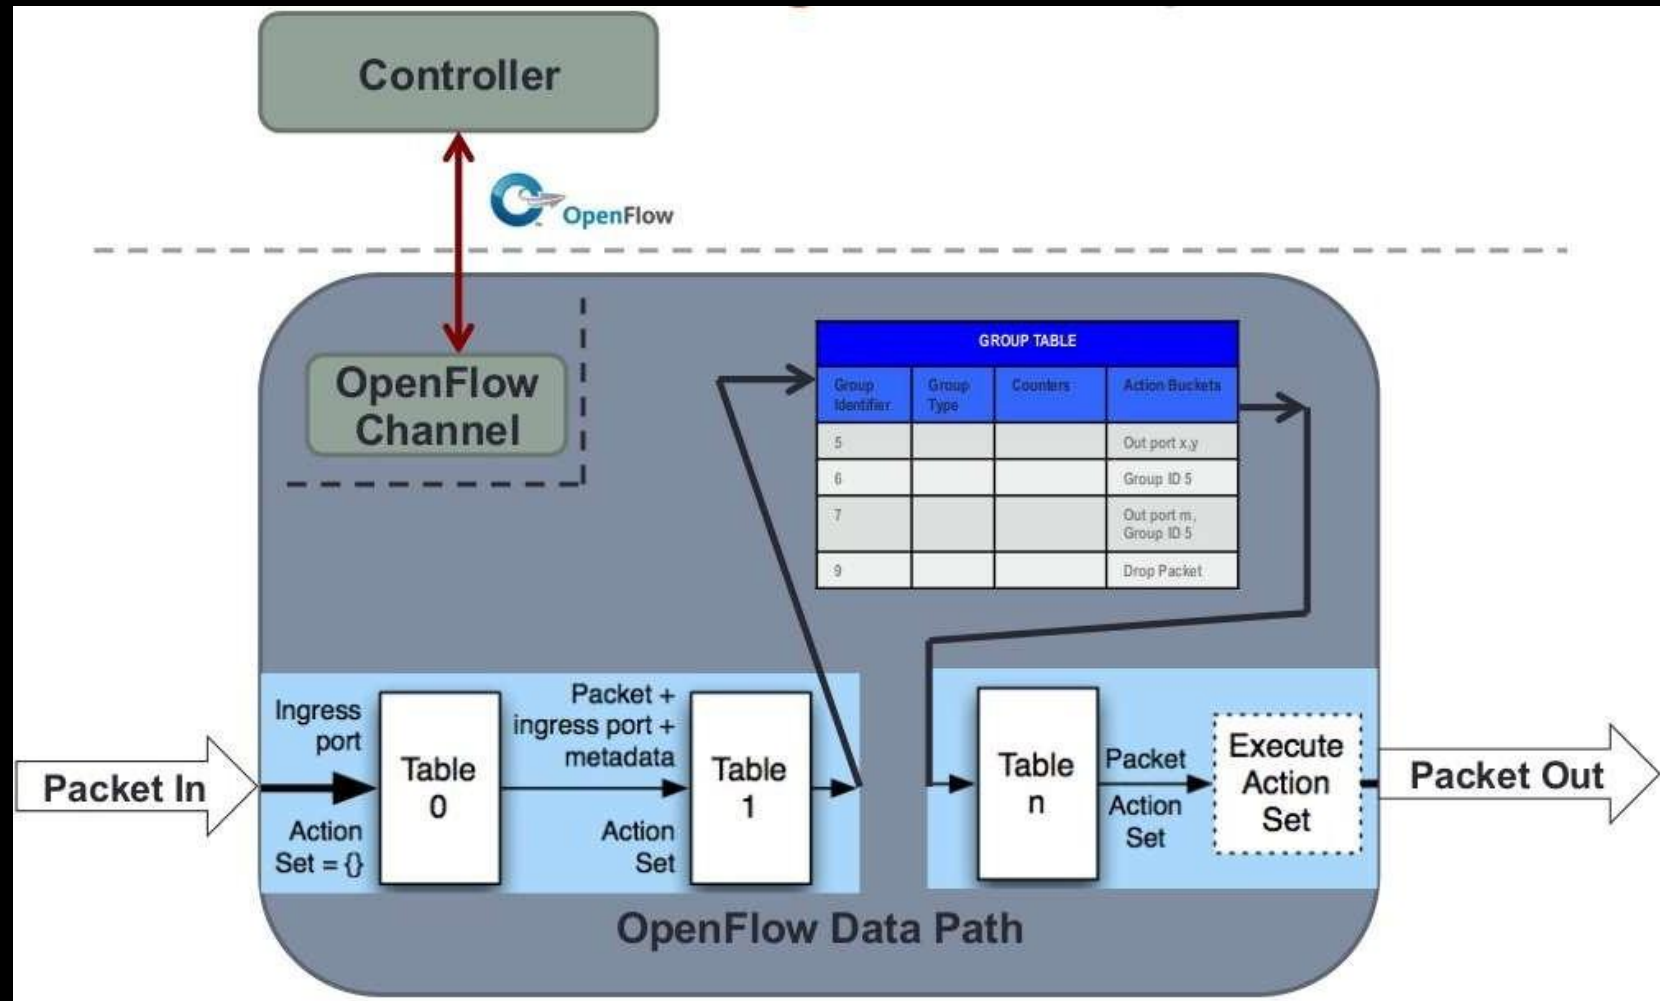 Controller
OpenFlow
OpenFlow
Channel
GROUP TABLE
Group
Identifier
Group
Type
Counters
Action Buckets
5
Out port x,y
6
Group ID 5
7
Out port m,
Group ID 5
9
Drop Packet
Packet In
Ingress
port
Action
Set = {}
Table
0
Packet +
ingress port +
metadata
Action
Set
Table
1
Table
n
Packet
Action
Set
Execute
Action
Set
Packet Out
OpenFlow Data Path